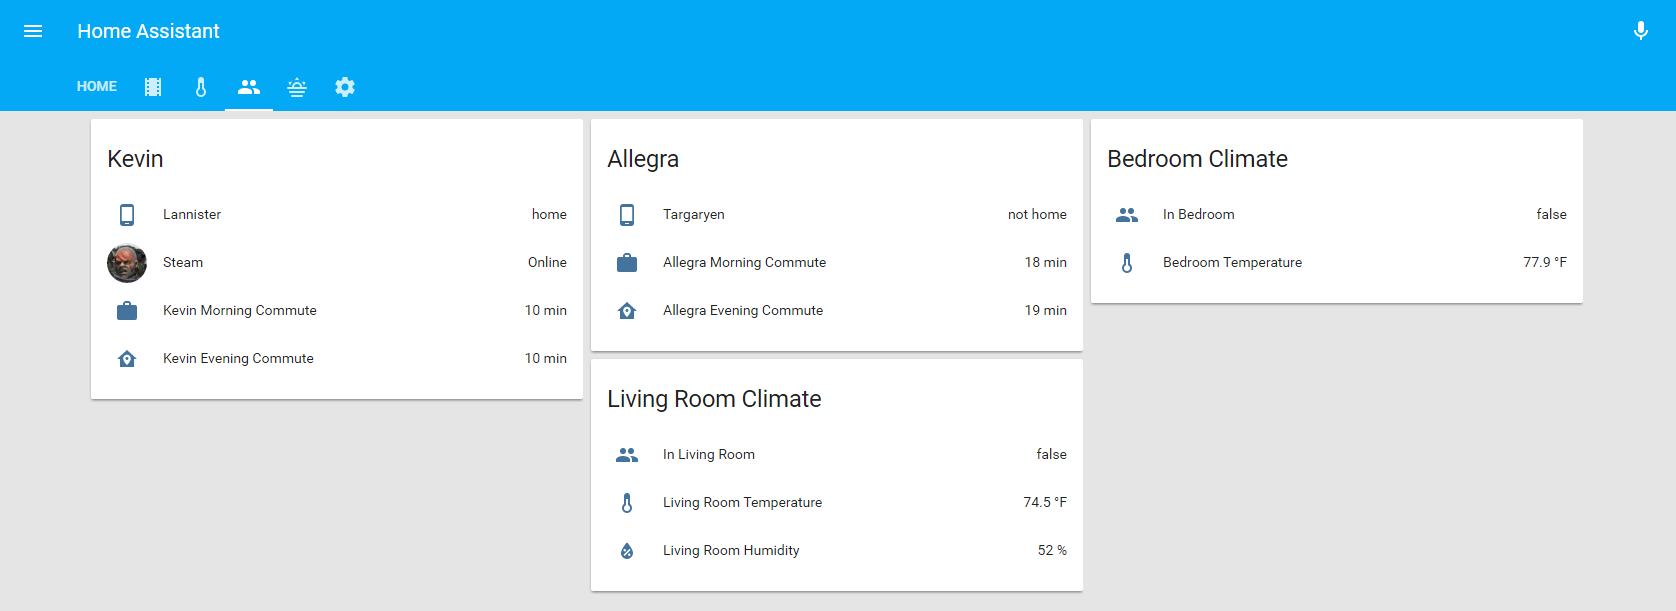 Home Assistant
HOME
Kevin
Lannister home
Steam Online
Kevin Morning Commute 10 min
Kevin Evening Commute 10 min
Allegra
Targaryen not home
Allegra Morning Commute 18 min
Allegra Evening Commute 19 min
Living Room Climate
In Living Room false
Living Room Temperature 74.5 °F
Living Room Humidity 52 %
Bedroom Climate
In Bedroom false
Bedroom Temperature 77.9 °F